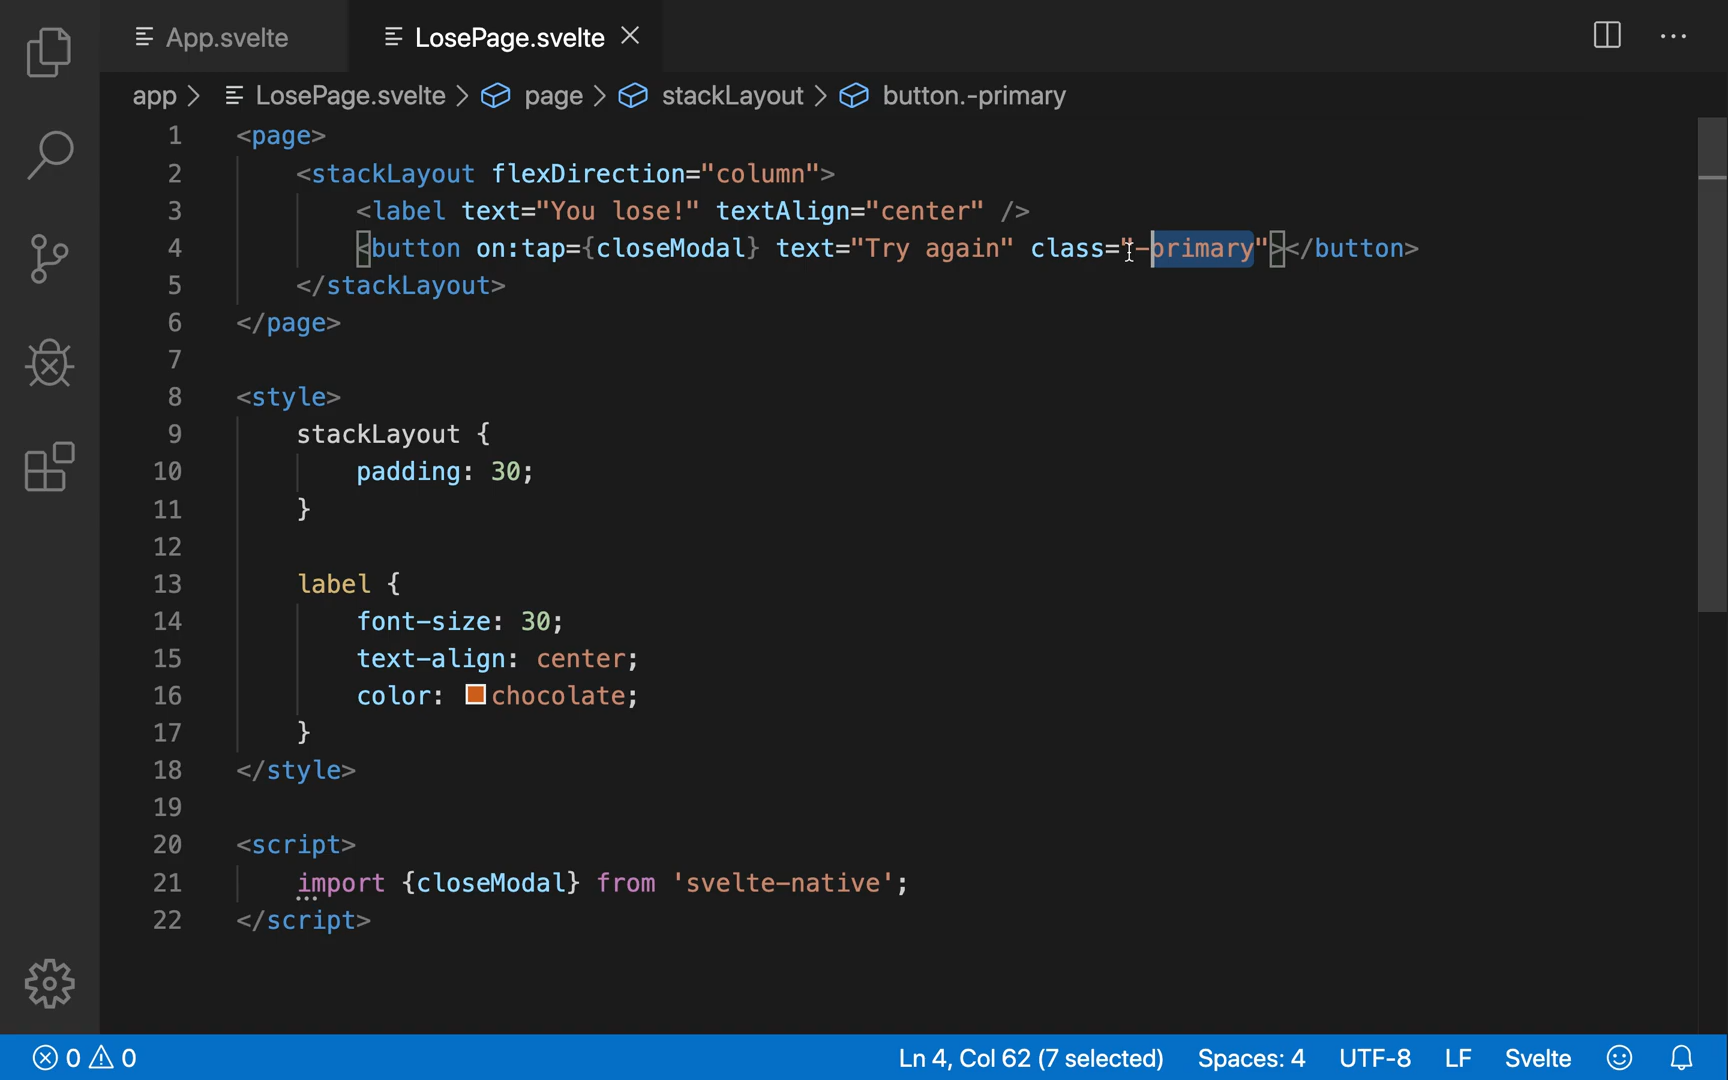 App.svelte LosePage.svelte
app > LosePage.svelte > page > stackLayout > button.-primary
1 <page>
2 <stackLayout flexDirection="column">
3 <label text="You lose!" textAlign="center" />
4 <button on:tap={closeModal} text="Try again" class="-primary"></button>
5 </stackLayout>
6 </page>
7
8 <style>
9 stackLayout {
10 padding: 30;
11 }
12
13 label {
14 font-size: 30;
15 text-align: center;
16 color: chocolate;
17 }
18 </style>
19
20 <script>
21 import {closeModal} from 'svelte-native';
22 </script>
0 0 Ln 4, Col 62 (7 selected) Spaces: 4 UTF-8 LF Svelte